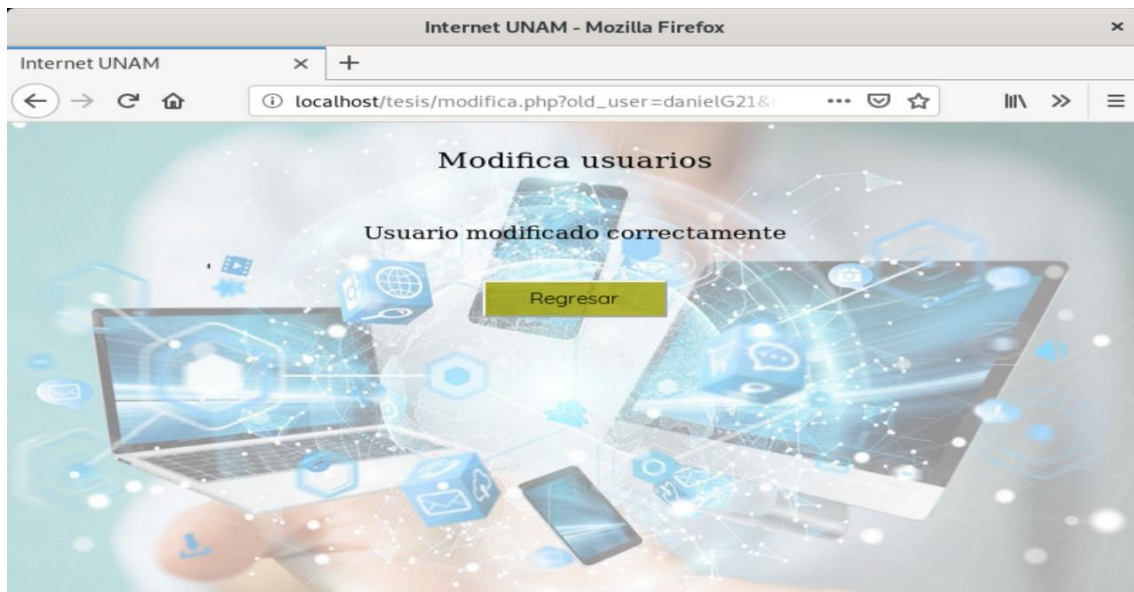 Internet UNAM - Mozilla Firefox
Internet UNAM
localhost/tesis/modifica.php?old_user=danielG21&
Modifica usuarios
Usuario modificado correctamente
Regresar